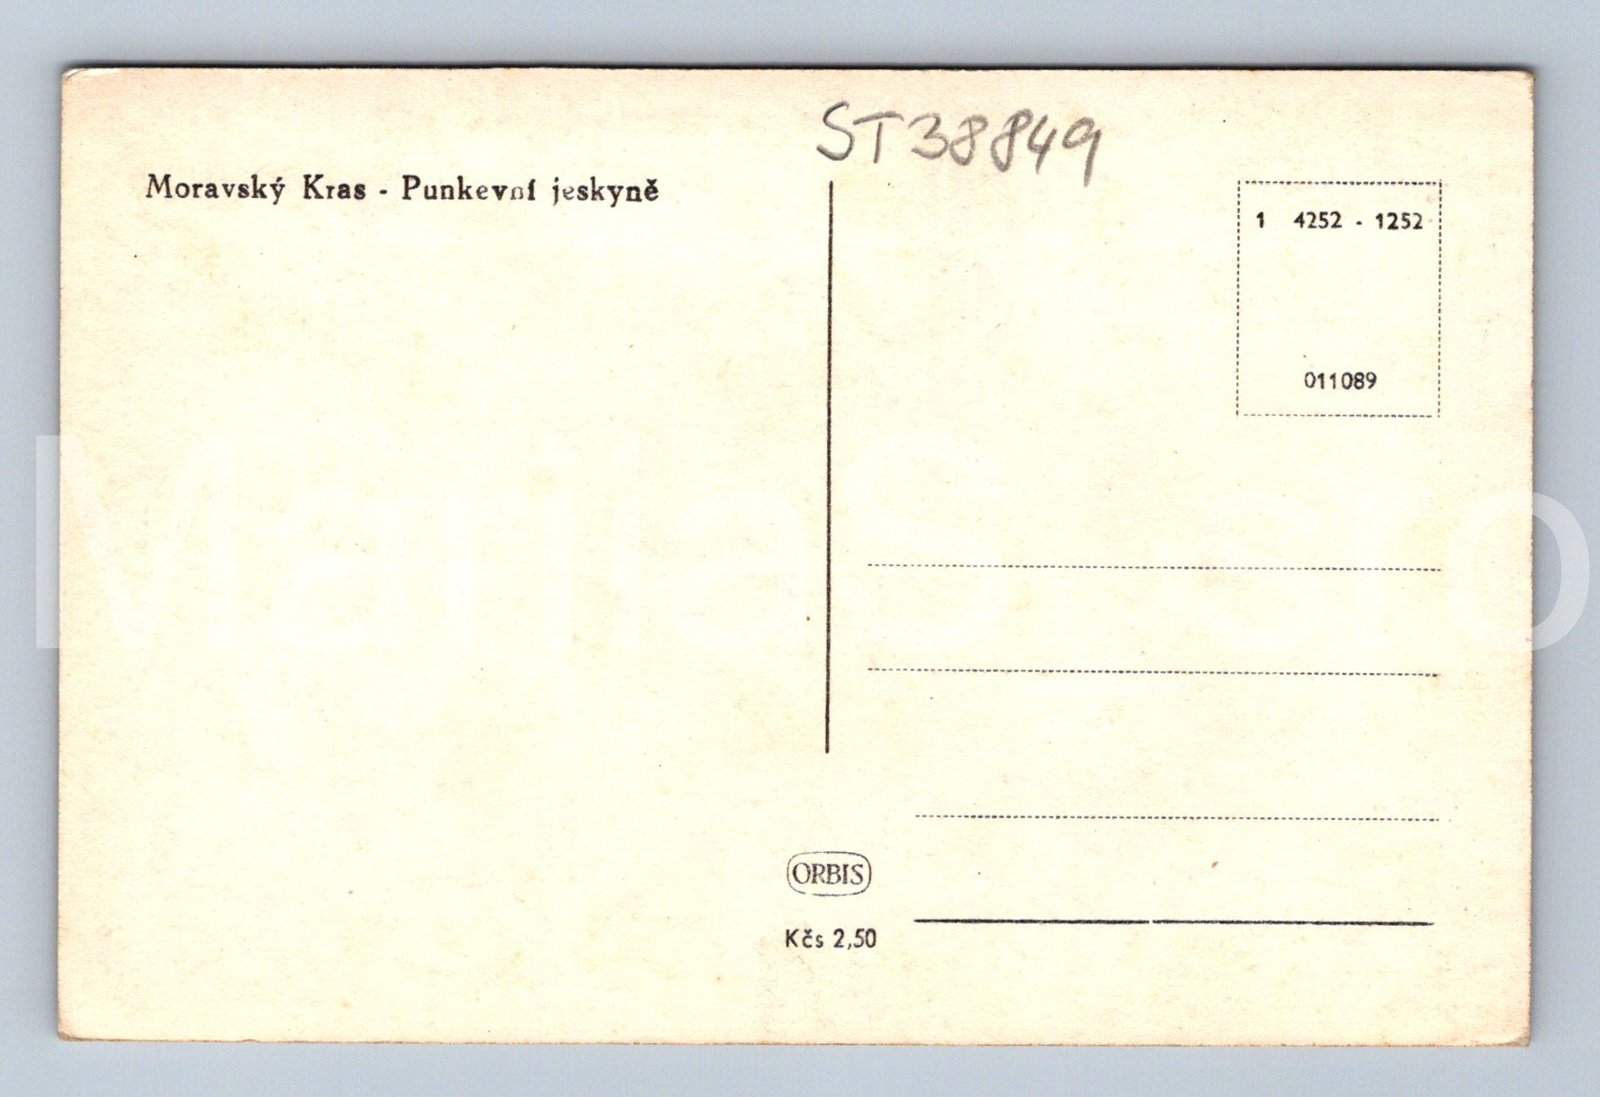 ST38849
Moravský Kras - Punkevní jeskyně
1 4252 - 1252
011089
ORBIS
Kčs 2,50